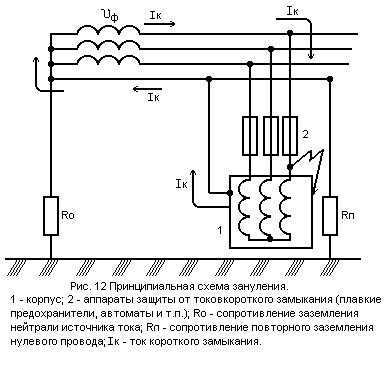 Uф
Iк
Iк
Iк
2
Iк
1
Ro
Rп
Рис. 12 Принципиальная схема зануления.
1 - корпус; 2 - аппараты защиты от токовкороткого замыкания (плавкие
предохранители, автоматы и т.п.); Ro - сопротивление заземления
нейтрали источника тока; Rп - сопротивление повторного заземления
нулевого провода; Iк - ток короткого замыкания.